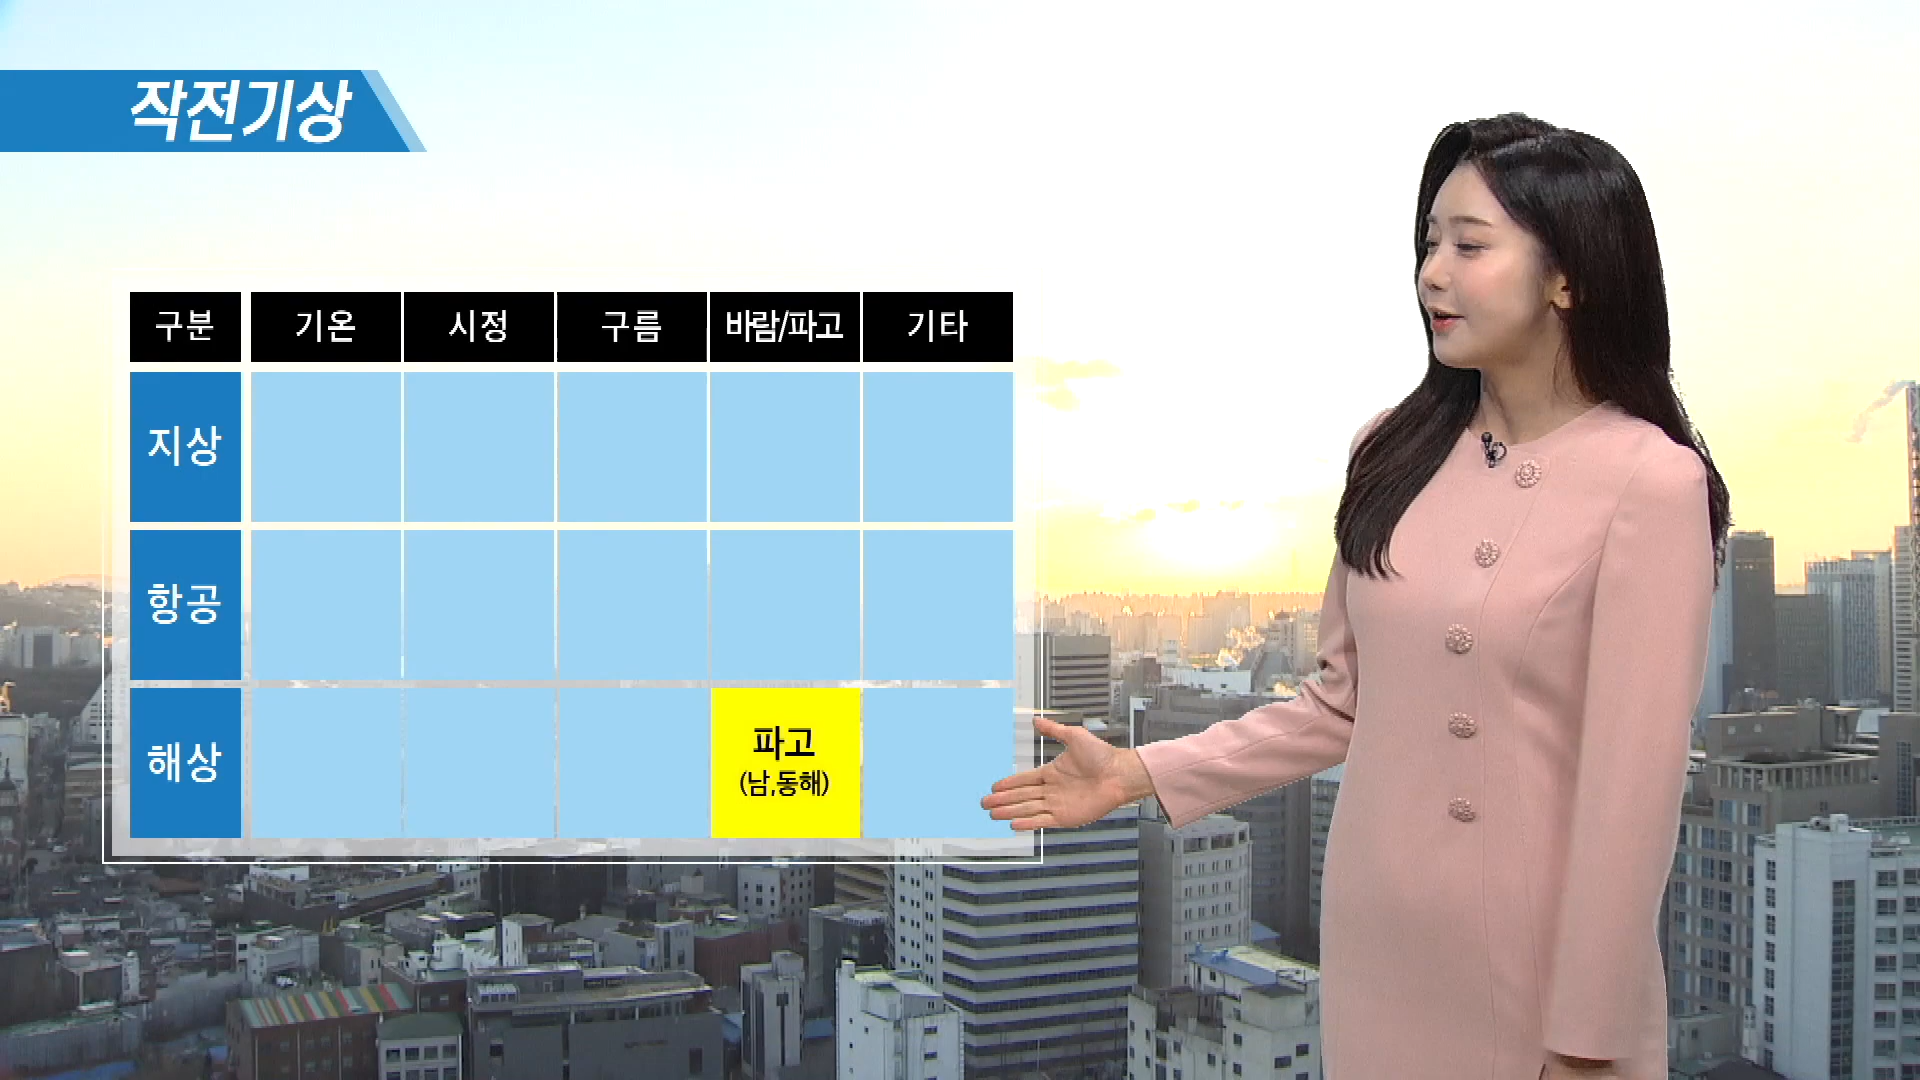 작전기상
구분 기온 시정 구름 바람/파고 기타
지상
항공
해상
파고
(남,동해)